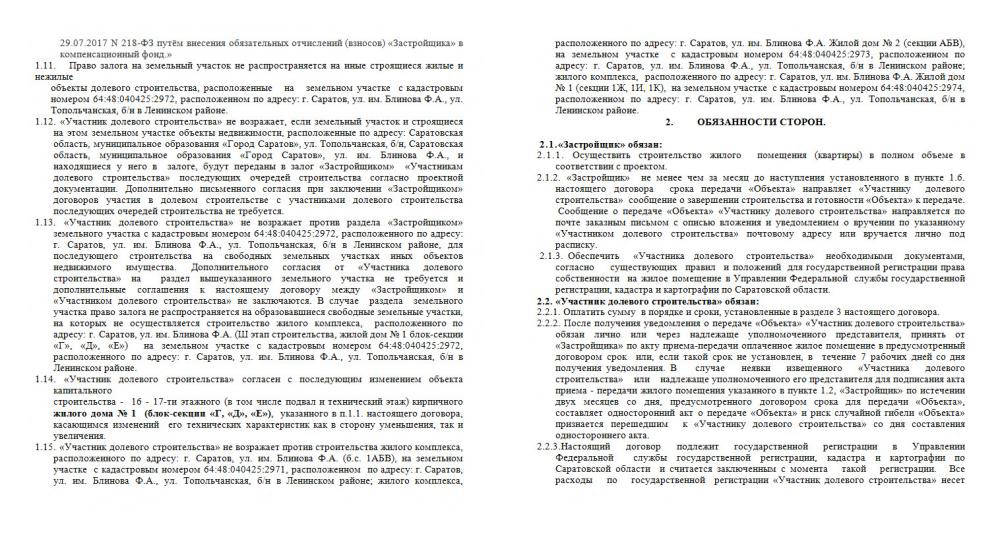 29.07.2017 N 218-ФЗ путём внесения обязательных отчислений (взносов) «Застройщика» в
компенсационный фонд.»
1.11. Право залога на земельный участок не распространяется на иные строящиеся жилые и
нежилые
объекты долевого строительства, расположенные на земельном участке с кадастровым
номером 64:48:040425:2972, расположенном по адресу: г. Саратов, ул. им. Блинова Ф.А., ул.
Топольчанская, б/н в Ленинском районе.
1.12. «Участник долевого строительства» не возражает, если земельный участок и строящиеся
на этом земельном участке объекты недвижимости, расположенные по адресу: Саратовская
область, муниципальное образования «Город Саратов», ул. Топольчанская, б/н, Саратовская
область, муниципальное образования «Город Саратов», ул. им. Блинова Ф.А., и
находящиеся у него в залоге, будут переданы в залог «Застройщиком» «Участникам
долевого строительства» последующих очередей строительства согласно проектной
документации. Дополнительно письменного согласия при заключении «Застройщиком»
договоров участия в долевом строительстве с участниками долевого строительства
последующих очередей строительства не требуется.
1.13. «Участник долевого строительства» не возражает против раздела «Застройщиком»
земельного участка с кадастровым номером 64:48:040425:2972, расположенного по адресу:
г. Саратов, ул. им. Блинова Ф.А., ул. Топольчанская, б/н в Ленинском районе, для
последующего строительства на свободных земельных участках иных объектов
недвижимого имущества. Дополнительного согласия от «Участника долевого
строительства» на раздел вышеуказанного земельного участка не требуется и
дополнительные соглашения к настоящему договору между «Застройщиком» и
«Участником долевого строительства» не заключаются. В случае раздела земельного
участка право залога не распространяется на образовавшиеся свободные земельные участки,
на которых не осуществляется строительство жилого комплекса, расположенного по
адресу: г. Саратов, ул. им. Блинова Ф.А. (Ш этап строительства, жилой дом № 1 блок-секции
«Г», «Д», «Е») на земельном участке с кадастровым номером 64:48:040425:2972,
расположенном по адресу: г. Саратов, ул. им. Блинова Ф.А., ул. Топольчанская, б/н в
Ленинском районе.
1.14. «Участник долевого строительства» согласен с последующим изменением объекта
капитального
строительства - 16 - 17-ти этажного (в том числе подвал и технический этаж) кирпичного
жилого дома № 1 (блок-секции «Г, «Д», «Е»), указанного в п.1.1. настоящего договора,
касающимся изменений его технических характеристик как в сторону уменьшения, так и
увеличения.
1.15. «Участник долевого строительства» не возражает против строительства жилого комплекса,
расположенного по адресу: г. Саратов, ул. им. Блинова Ф.А. (б.с. 1АБВ), на земельном
участке с кадастровым номером 64:48:040425:2971, расположенном по адресу: г. Саратов,
ул. им. Блинова Ф.А., ул. Топольчанская, б/н в Ленинском районе; жилого комплекса,
расположенного по адресу: г. Саратов, ул. им. Блинова Ф.А. Жилой дом № 2 (секции АБВ),
на земельном участке с кадастровым номером 64:48:040425:2973, расположенном по
адресу: г. Саратов, ул. им. Блинова Ф.А., ул. Топольчанская, б/н в Ленинском районе;
жилого комплекса, расположенного по адресу: г. Саратов, ул. им. Блинова Ф.А. Жилой дом
№ 1 (секции 1Ж, 1И, 1К), на земельном участке с кадастровым номером 64:48:040425:2974,
расположенном по адресу: г. Саратов, ул. им. Блинова Ф.А., ул. Топольчанская, б/н в
Ленинском районе.
2. ОБЯЗАННОСТИ СТОРОН.
2.1.«Застройщик» обязан:
2.1.1. Осуществить строительство жилого помещения (квартиры) в полном объеме в
соответствии с проектом.
2.1.2. «Застройщик» не менее чем за месяц до наступления установленного в пункте 1.6.
настоящего договора срока передачи «Объекта» направляет «Участнику долевого
строительства» сообщение о завершении строительства и готовности «Объекта» к передаче.
Сообщение о передаче «Объекта» «Участнику долевого строительства» направляется по
почте заказным письмом с описью вложения и уведомлением о вручении по указанному
«Участником долевого строительства» почтовому адресу или вручается лично под
расписку.
2.1.3. Обеспечить «Участника долевого строительства» необходимыми документами,
согласно существующих правил и положений для государственной регистрации права
собственности на жилое помещение в Управлении Федеральной службы государственной
регистрации, кадастра и картографии по Саратовской области.
2.2. «Участник долевого строительства» обязан:
2.2.1. Оплатить сумму в порядке и сроки, установленные в разделе 3 настоящего договора.
2.2.2. После получения уведомления о передаче «Объекта» «Участник долевого строительства»
обязан лично или через надлежаще уполномоченного представителя, принять от
«Застройщика» по акту приема-передачи оплаченное жилое помещение в предусмотренный
договором срок или, если такой срок не установлен, в течение 7 рабочих дней со дня
получения уведомления. В случае неявки извещенного «Участника долевого
строительства» или надлежаще уполномоченного его представителя для подписания акта
приема - передачи жилого помещения указанного в пункте 1.2, «Застройщик» по истечении
двух месяцев со дня, предусмотренного договором срока для передачи «Объекта»,
составляет односторонний акт о передаче «Объекта» и риск случайной гибели «Объекта»
признается перешедшим к «Участнику долевого строительства» со дня составления
одностороннего акта.
2.2.3.Настоящий договор подлежит государственной регистрации в Управлении
Федеральной службы государственной регистрации, кадастра и картографии по
Саратовской области и считается заключенным с момента такой регистрации. Все
расходы по государственной регистрации «Участник долевого строительства» несет